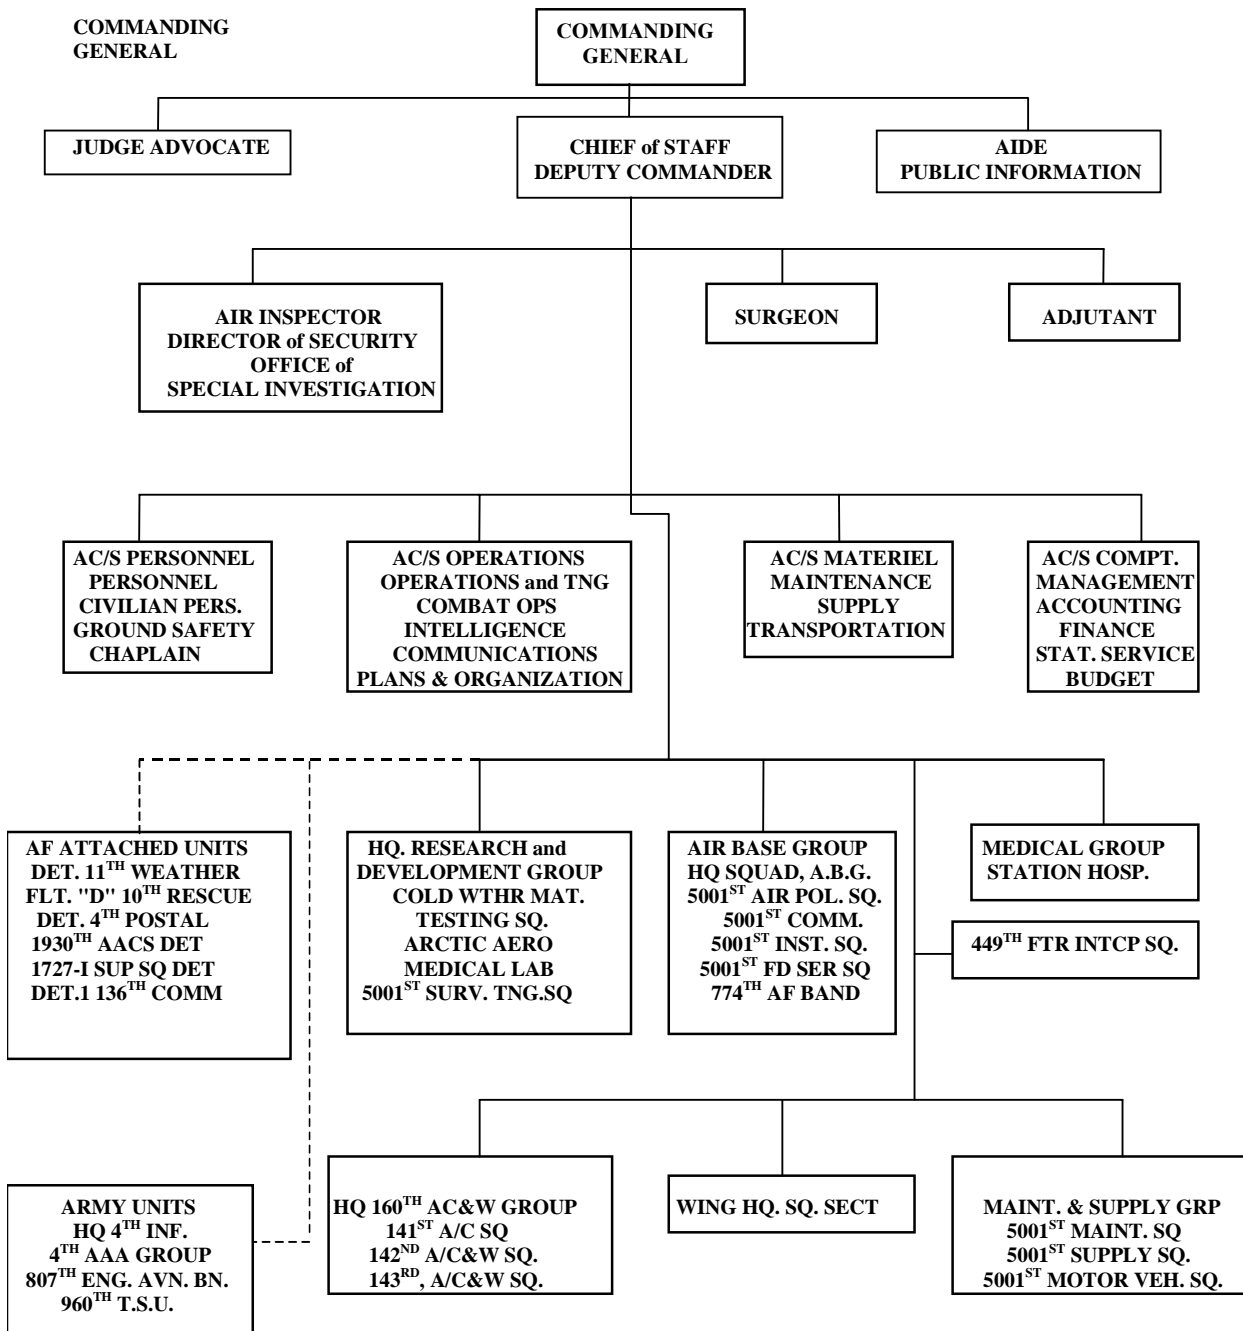 COMMANDING
GENERAL
COMMANDING
GENERAL
JUDGE ADVOCATE
CHIEF of STAFF
DEPUTY COMMANDER
AIDE
PUBLIC INFORMATION
AIR INSPECTOR
DIRECTOR of SECURITY
OFFICE of
SPECIAL INVESTIGATION
SURGEON
ADJUTANT
AC/S PERSONNEL
PERSONNEL
CIVILIAN PERS.
GROUND SAFETY
CHAPLAIN
AC/S OPERATIONS
OPERATIONS and TNG
COMBAT OPS
INTELLIGENCE
COMMUNICATIONS
PLANS & ORGANIZATION
AC/S MATERIEL
MAINTENANCE
SUPPLY
TRANSPORTATION
AC/S COMPT.
MANAGEMENT
ACCOUNTING
FINANCE
STAT. SERVICE
BUDGET
AF ATTACHED UNITS
DET. 11TH WEATHER
FLT. "D" 10TH RESCUE
DET. 4TH POSTAL
1930TH AACS DET
1727-I SUP SQ DET
DET.1 136TH COMM
HQ. RESEARCH and
DEVELOPMENT GROUP
COLD WTHR MAT.
TESTING SQ.
ARCTIC AERO
MEDICAL LAB
5001ST SURV. TNG.SQ
AIR BASE GROUP
HQ SQUAD, A.B.G.
5001ST AIR POL. SQ.
5001ST COMM.
5001ST INST. SQ.
5001ST FD SER SQ
774TH AF BAND
MEDICAL GROUP
STATION HOSP.
449TH FTR INTCP SQ.
ARMY UNITS
HQ 4TH INF.
4TH AAA GROUP
807TH ENG. AVN. BN.
960TH T.S.U.
HQ 160TH AC&W GROUP
141ST A/C SQ
142ND A/C&W SQ.
143RD, A/C&W SQ.
WING HQ. SQ. SECT
MAINT. & SUPPLY GRP
5001ST MAINT. SQ
5001ST SUPPLY SQ.
5001ST MOTOR VEH. SQ.